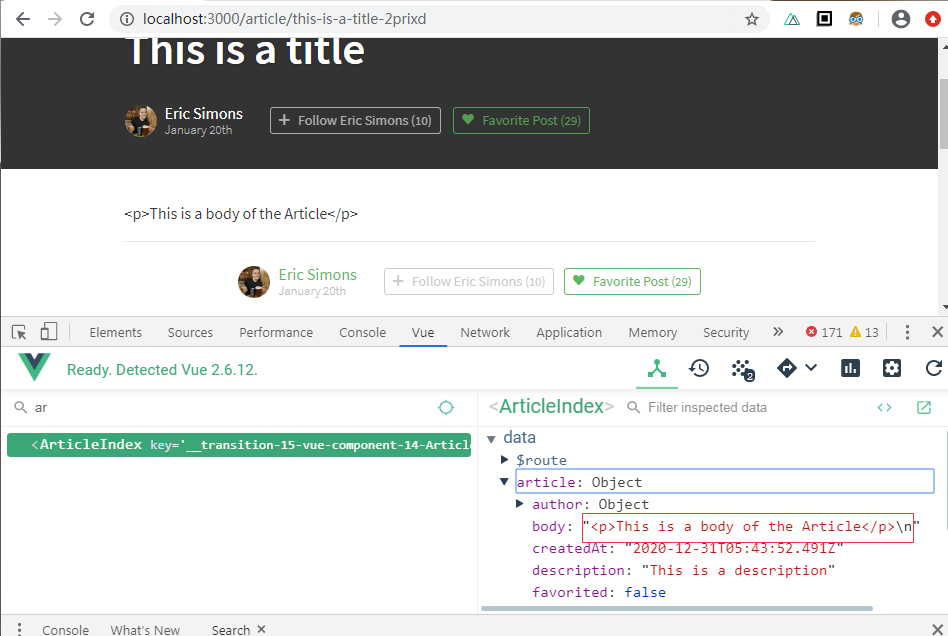 localhost:3000/article/this-is-a-title-2prixd
This is a title
Eric Simons
January 20th
+ Follow Eric Simons (10)
Favorite Post (29)
<p>This is a body of the Article</p>
Eric Simons
January 20th
+ Follow Eric Simons (10)
Favorite Post (29)
Elements Sources Performance Console Vue Network Application Memory Security » 171 13
Ready. Detected Vue 2.6.12.
2
ar
<ArticleIndex>
Filter inspected data
<ArticleIndex key='__transition-15-vue-component-14-Article
data
$route
article: Object
author: Object
body: "<p>This is a body of the Article</p>\n"
createdAt: "2020-12-31T05:43:52.491Z"
description: "This is a description"
favorited: false
Console What's New Search ×